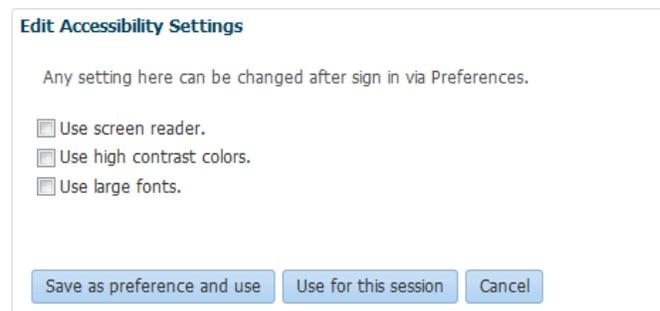 Edit Accessibility Settings
Any setting here can be changed after sign in via Preferences.
Use screen reader.
Use high contrast colors.
Use large fonts.
Save as preference and use Use for this session Cancel